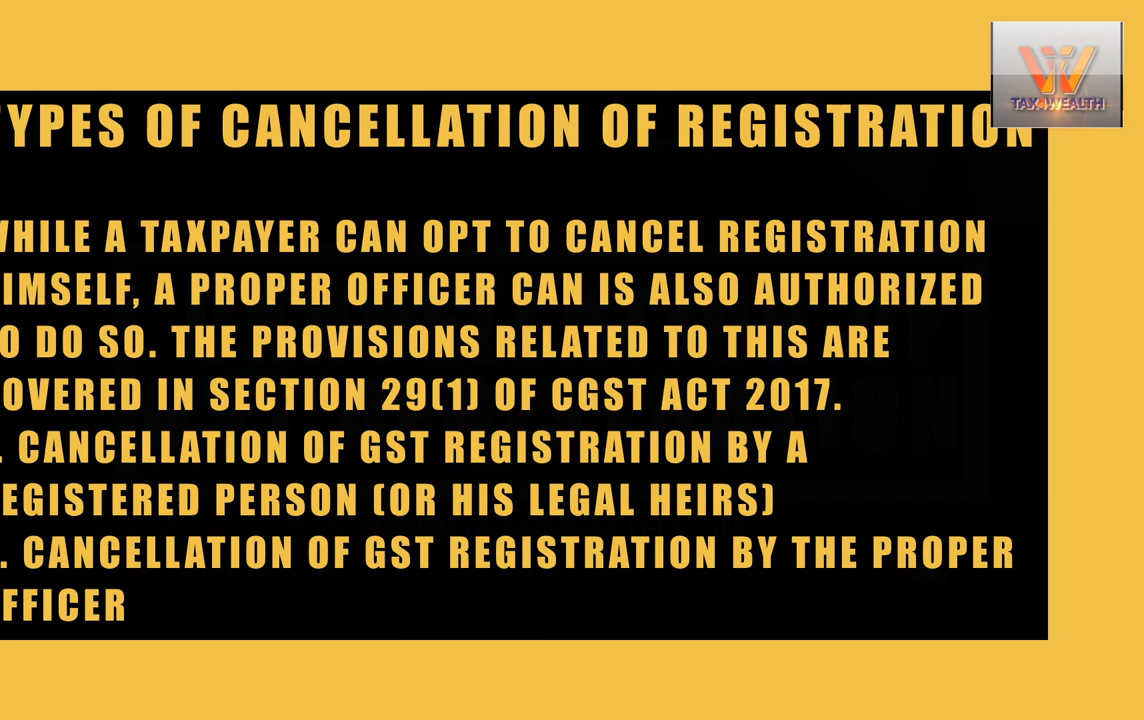 TAX4WEALTH
TYPES OF CANCELLATION OF REGISTRATION
WHILE A TAXPAYER CAN OPT TO CANCEL REGISTRATION
IMSELF, A PROPER OFFICER CAN IS ALSO AUTHORIZED
O DO SO. THE PROVISIONS RELATED TO THIS ARE
OVERED IN SECTION 29(1) OF CGST ACT 2017.
. CANCELLATION OF GST REGISTRATION BY A
EGISTERED PERSON (OR HIS LEGAL HEIRS)
. CANCELLATION OF GST REGISTRATION BY THE PROPER
FFICER